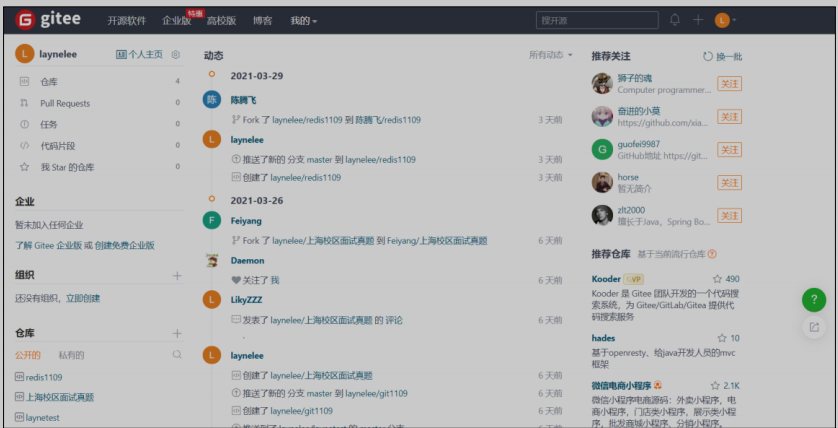 gitee 开源软件 企业版 特惠 高校版 博客 我的 搜开源 L
L laynelee 个人主页
仓库 4
Pull Requests 0
任务 0
代码片段 0
我 Star 的仓库 0
企业
暂未加入任何企业
了解 Gitee 企业版 或 创建免费企业版
组织
还没有组织，立即创建
仓库
公开的 私有的
redis1109
上海校区面试真题
laynetest
动态 所有动态
2021-03-29
陈 陈腾飞
Fork 了 laynelee/redis1109 到 陈腾飞/redis1109 3 天前
L laynelee
推送了新的 分支 master 到 laynelee/redis1109 3 天前
创建了 laynelee/redis1109 3 天前
2021-03-26
F Feiyang
Fork 了 laynelee/上海校区面试真题 到 Feiyang/上海校区面试真题 6 天前
Daemon
关注了 我 6 天前
L LikyZZZ
发表了 laynelee/上海校区面试真题 的 评论 6 天前
.
L laynelee
创建了 laynelee/上海校区面试真题 6 天前
推送了新的 分支 master 到 laynelee/git1109 6 天前
创建了 laynelee/git1109 6 天前
推荐关注 换一批
狮子的魂 关注
Computer programmer...
奋进的小莫 关注
https://github.com/xia...
G guofei9987 关注
GitHub地址 https://git...
horse 关注
暂无简介
zlt2000 关注
擅长于Java，Spring Bo...
推荐仓库 基于当前流行仓库 ?
Kooder GVP 490
Kooder 是 Gitee 团队开发的一个代码搜
索系统，为 Gitee/GitLab/Gitea 提供代
码搜索服务
hades 10
基于openresty、给java开发人员的mvc
框架
微信电商小程序 2.1K
微信小程序电商源码：外卖小程序，电
商小程序，门店类小程序，展示类小程
序，批发商城小程序，分销小程序。
?